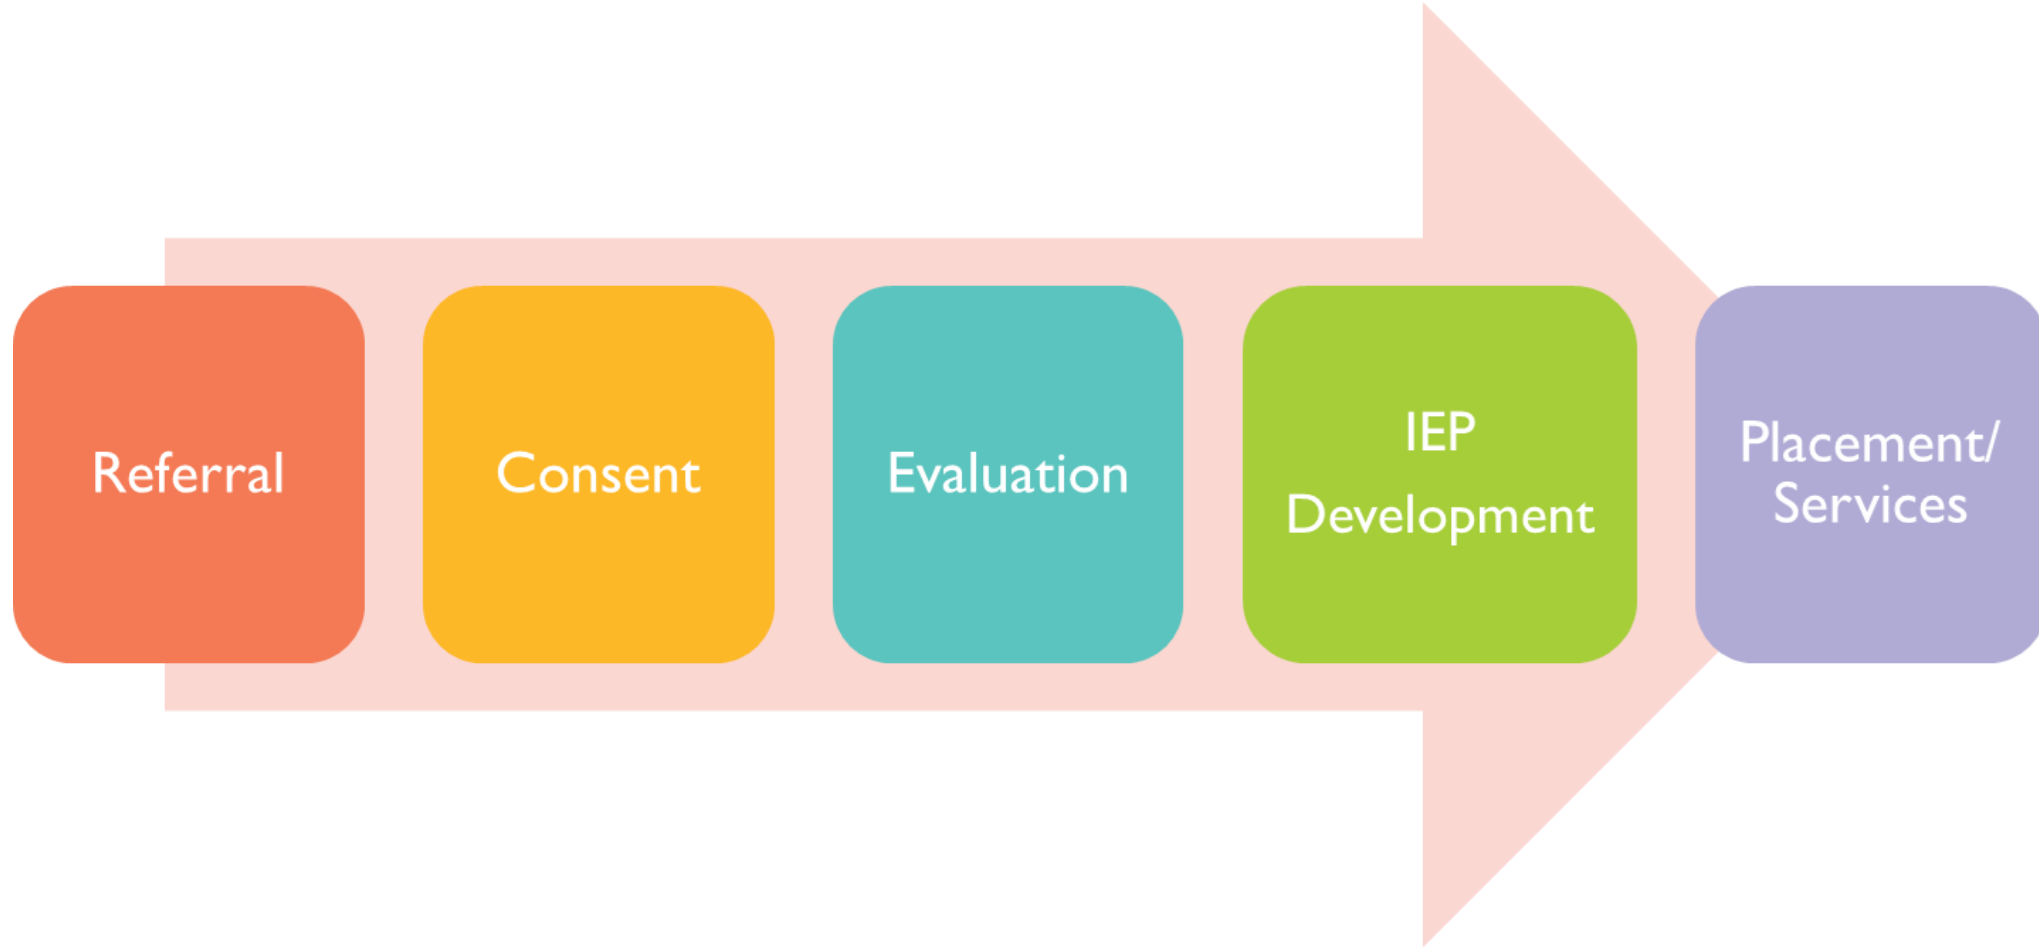 Referral
Consent
Evaluation
IEP
Development
Placement/
Services